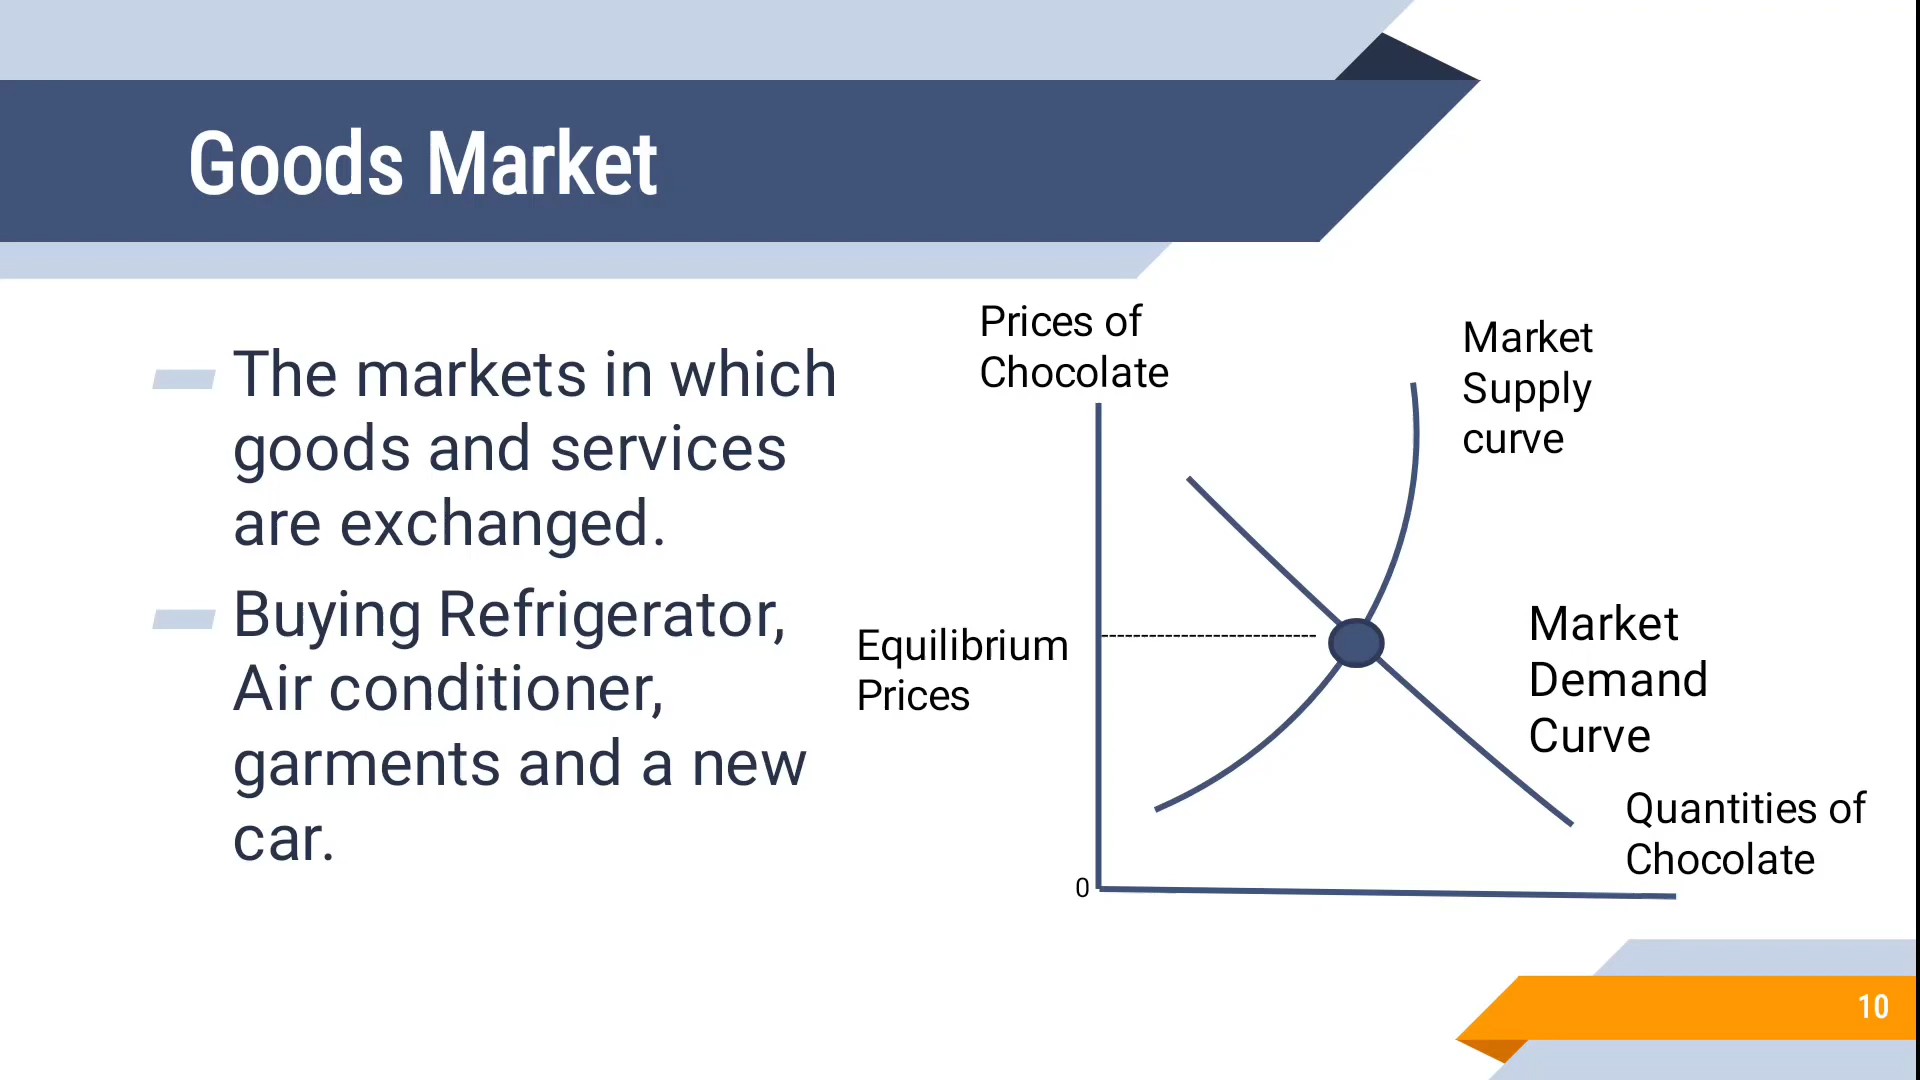 Goods Market
The markets in which
goods and services
are exchanged.
Buying Refrigerator,
Air conditioner,
garments and a new
car.
Prices of
Chocolate
Market
Supply
curve
Equilibrium
Prices
Market
Demand
Curve
Quantities of
Chocolate
0
10